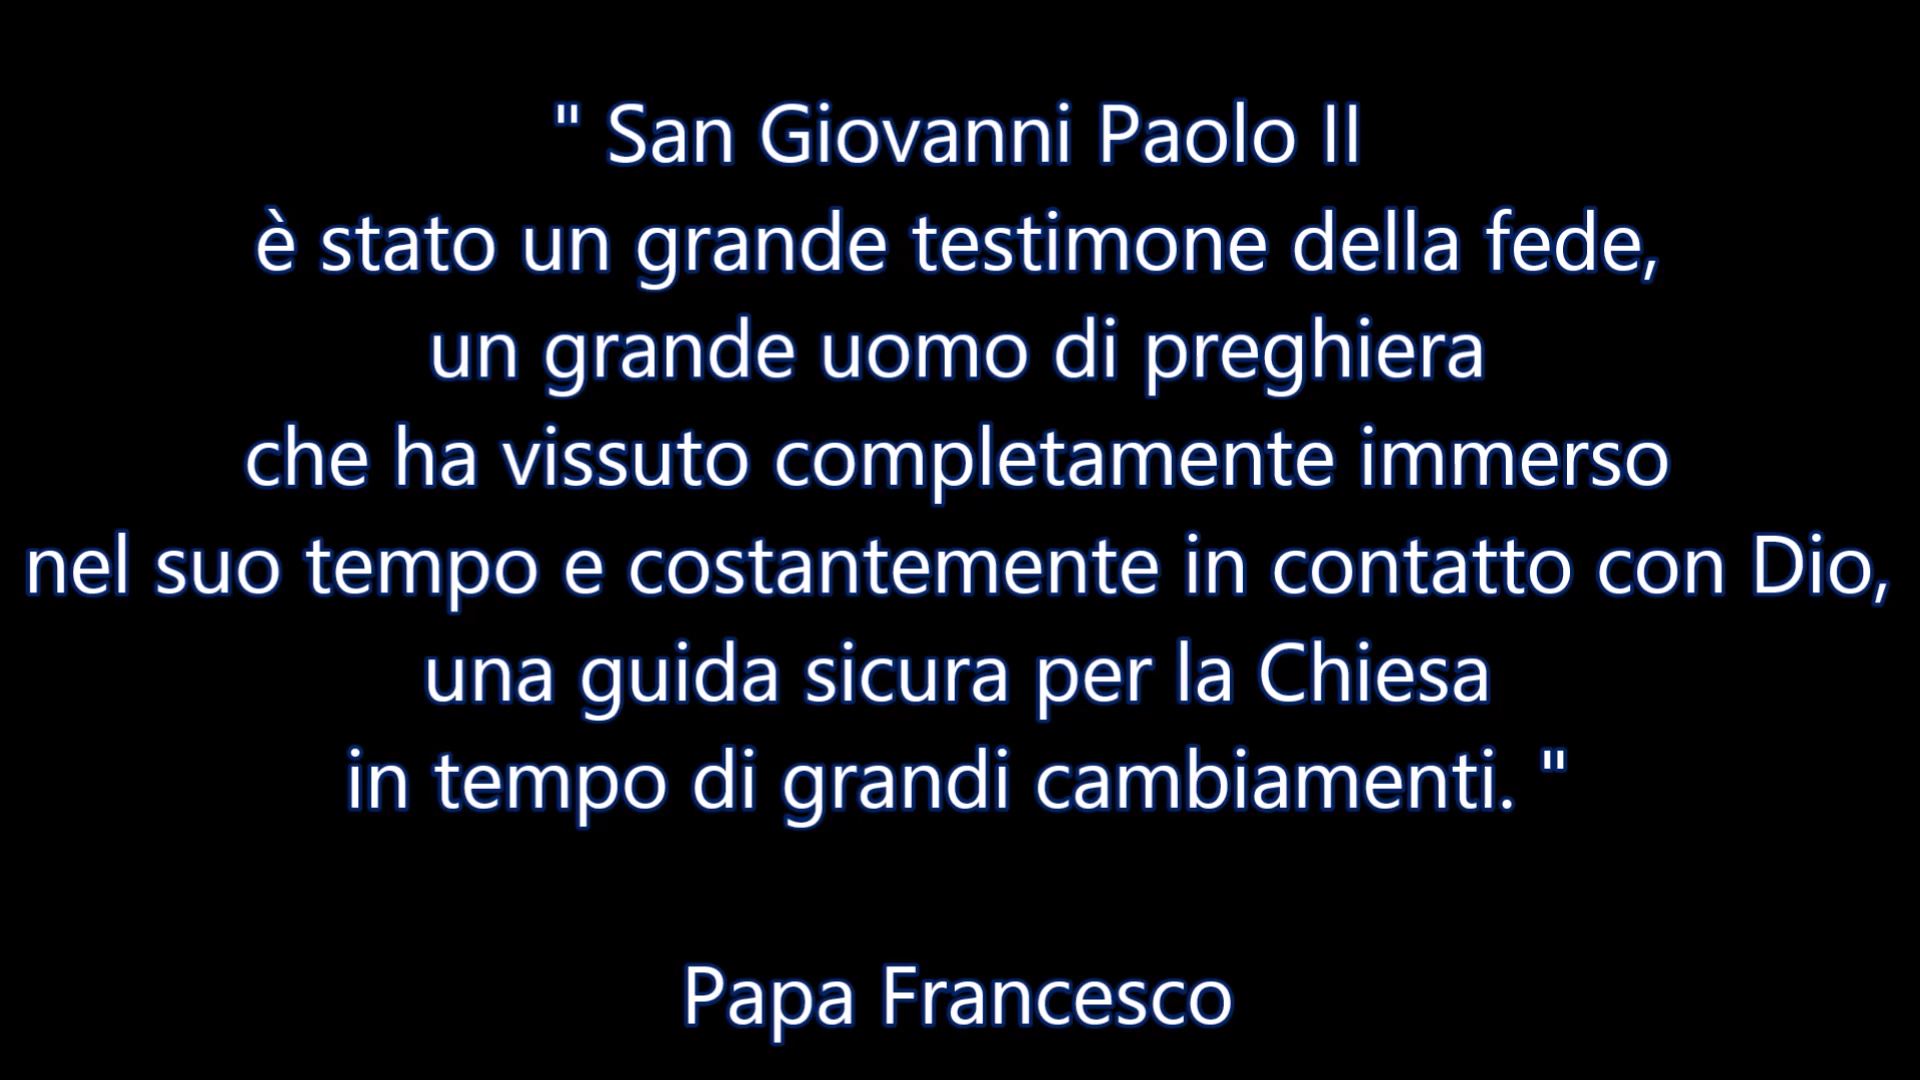 " San Giovanni Paolo II
è stato un grande testimone della fede,
un grande uomo di preghiera
che ha vissuto completamente immerso
nel suo tempo e costantemente in contatto con Dio,
una guida sicura per la Chiesa
in tempo di grandi cambiamenti. "
Papa Francesco